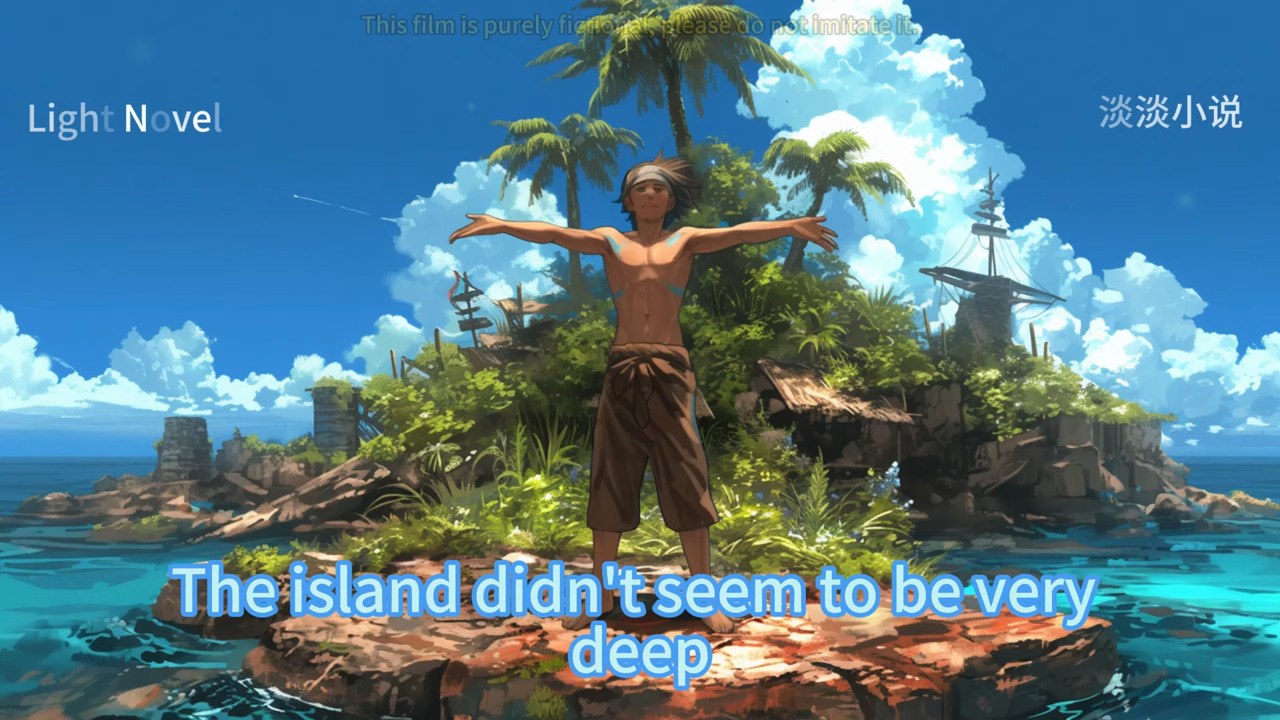 This film is purely fictional, please do not imitate it.
Light Novel
淡淡小说
The island didn't seem to be very
deep